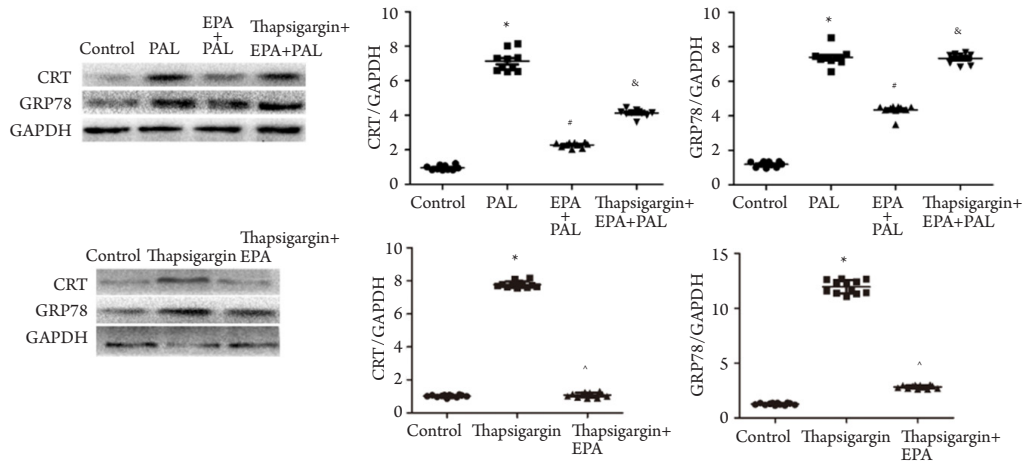 Control PAL EPA
+
PAL Thapsigargin+
EPA+PAL
CRT
GRP78
GAPDH
CRT/GAPDH
10
8
6
4
2
0
*
#
&
Control PAL EPA
+
PAL Thapsigargin+
EPA+PAL
GRP78/GAPDH
10
8
6
4
2
0
*
#
&
Control PAL EPA
+
PAL Thapsigargin+
EPA+PAL
Control Thapsigargin Thapsigargin+
EPA
CRT
GRP78
GAPDH
CRT/GAPDH
10
8
6
4
2
0
*
^
Control Thapsigargin Thapsigargin+
EPA
GRP78/GAPDH
15
10
5
0
*
^
Control Thapsigargin Thapsigargin+
EPA